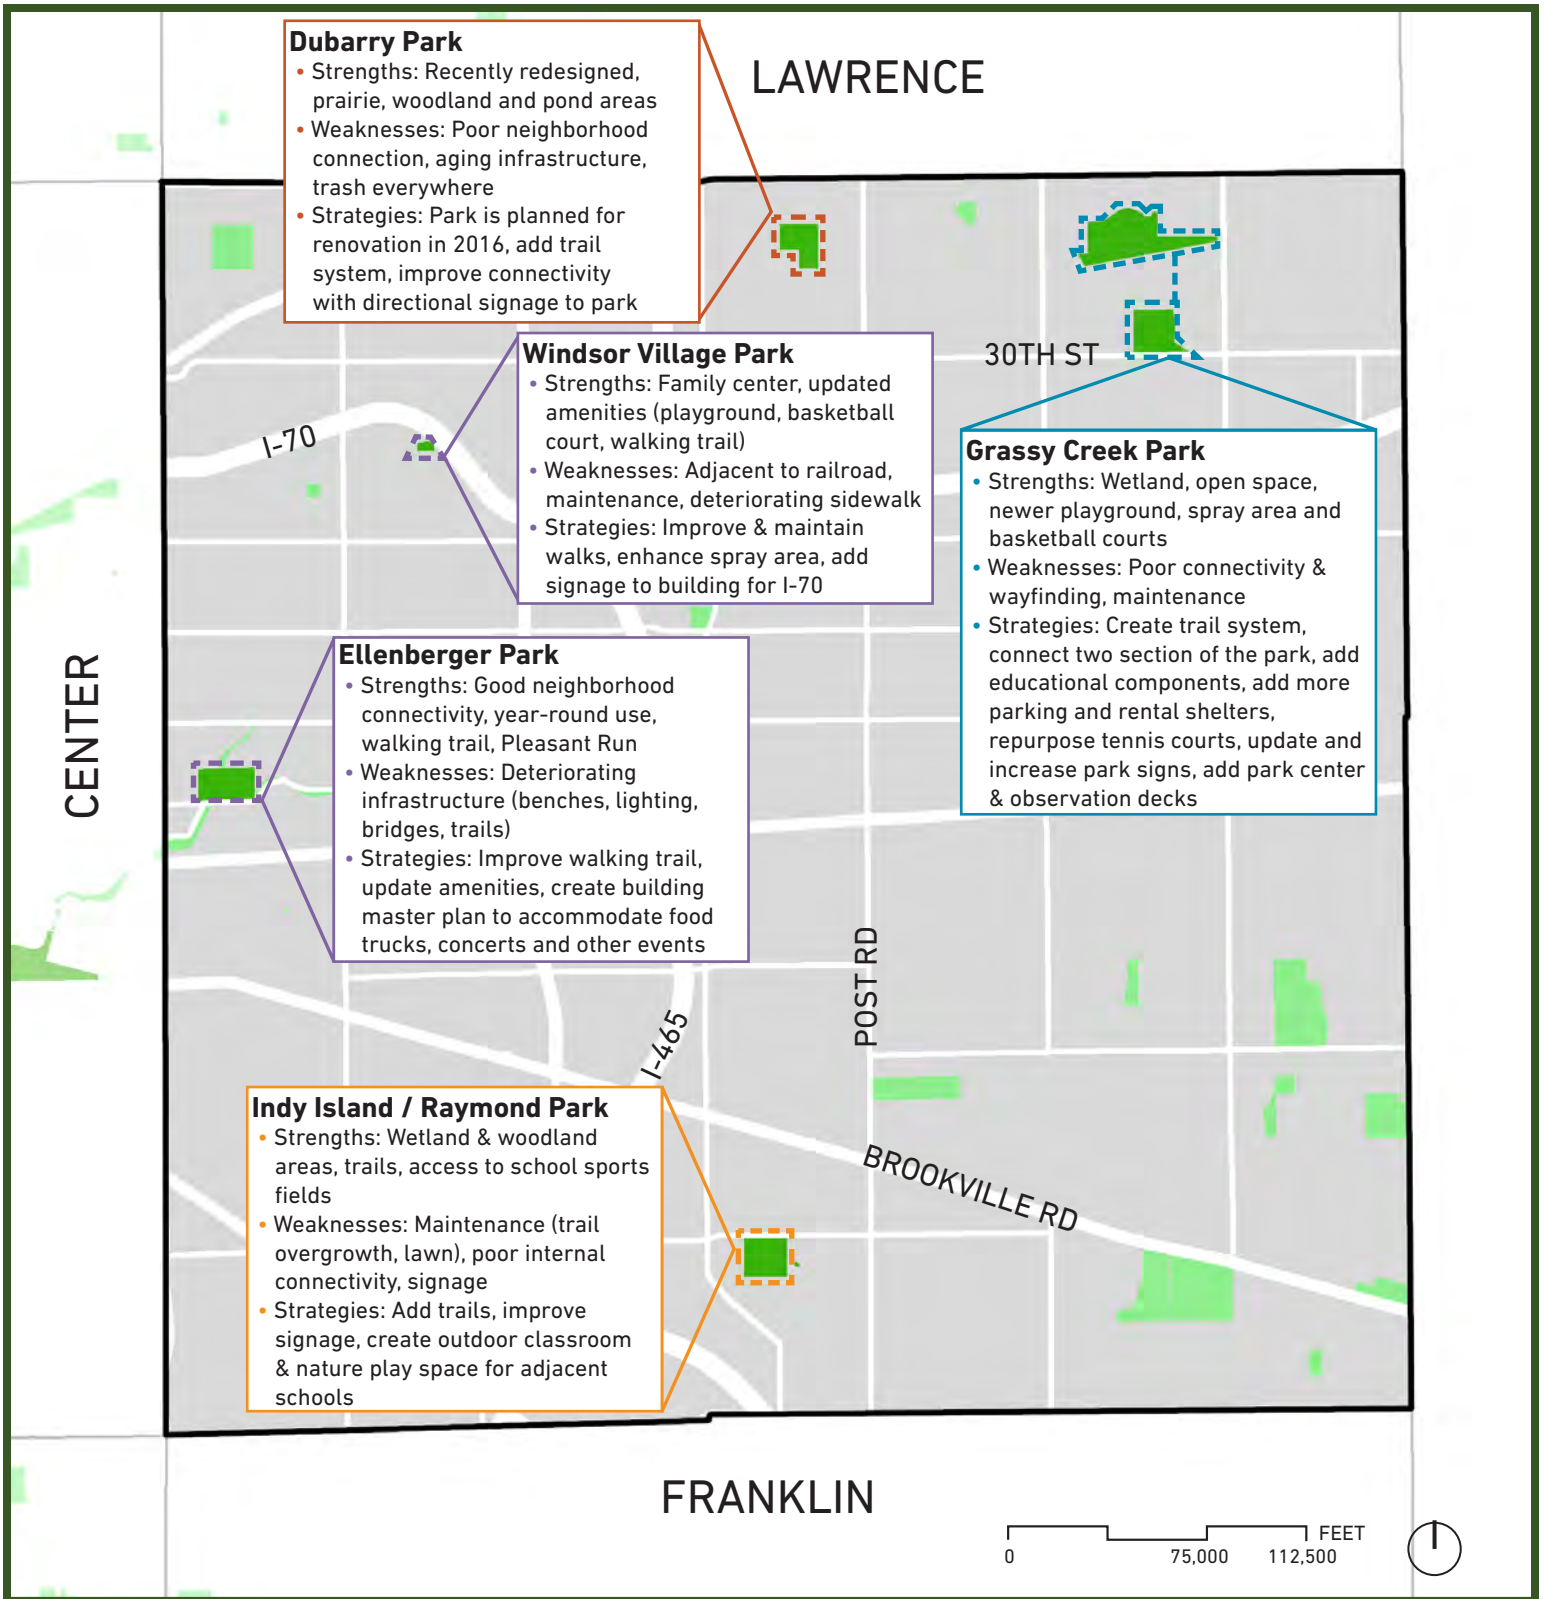 Dubarry Park
• Strengths: Recently redesigned,
prairie, woodland and pond areas
• Weaknesses: Poor neighborhood
connection, aging infrastructure,
trash everywhere
• Strategies: Park is planned for
renovation in 2016, add trail
system, improve connectivity
with directional signage to park
LAWRENCE
Windsor Village Park
• Strengths: Family center, updated
amenities (playground, basketball
court, walking trail)
• Weaknesses: Adjacent to railroad,
maintenance, deteriorating sidewalk
• Strategies: Improve & maintain
walks, enhance spray area, add
signage to building for I-70
30TH ST
I-70
Grassy Creek Park
• Strengths: Wetland, open space,
newer playground, spray area and
basketball courts
• Weaknesses: Poor connectivity &
wayfinding, maintenance
• Strategies: Create trail system,
connect two section of the park, add
educational components, add more
parking and rental shelters,
repurpose tennis courts, update and
increase park signs, add park center
& observation decks
CENTER
Ellenberger Park
• Strengths: Good neighborhood
connectivity, year-round use,
walking trail, Pleasant Run
• Weaknesses: Deteriorating
infrastructure (benches, lighting,
bridges, trails)
• Strategies: Improve walking trail,
update amenities, create building
master plan to accommodate food
trucks, concerts and other events
POST RD
I-465
Indy Island / Raymond Park
• Strengths: Wetland & woodland
areas, trails, access to school sports
fields
• Weaknesses: Maintenance (trail
overgrowth, lawn), poor internal
connectivity, signage
• Strategies: Add trails, improve
signage, create outdoor classroom
& nature play space for adjacent
schools
BROOKVILLE RD
FRANKLIN
FEET
0 75,000 112,500